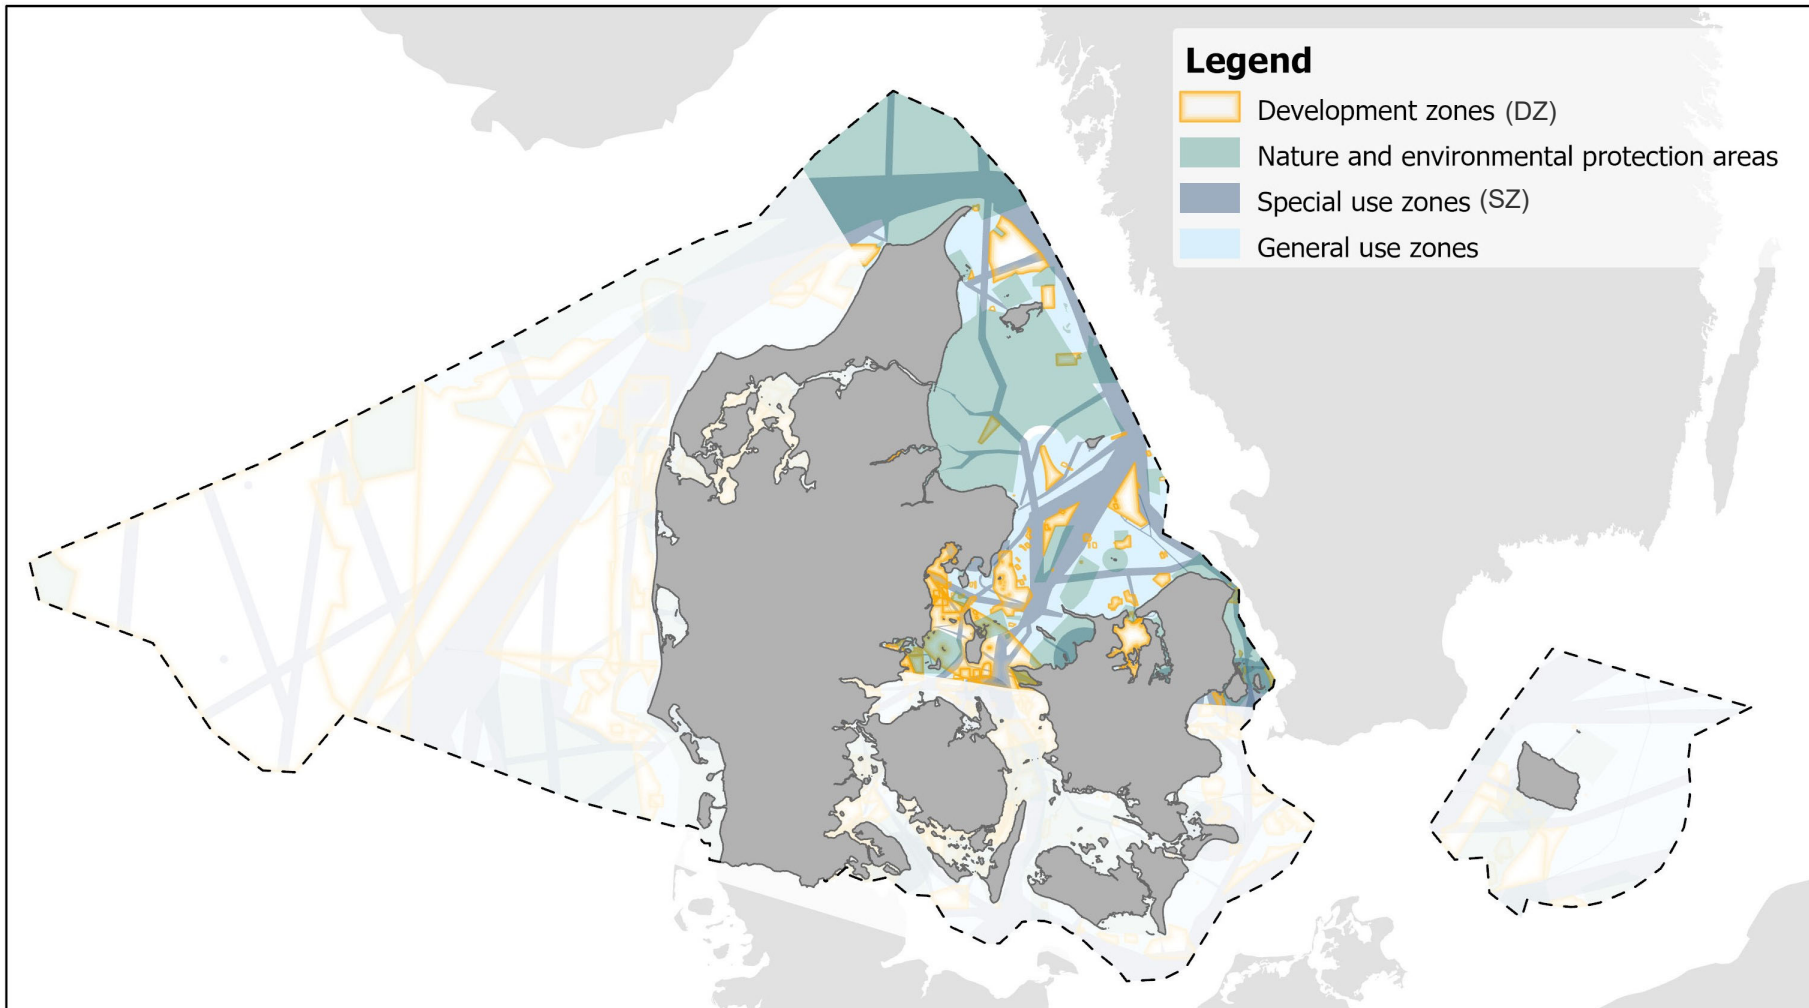 Legend
Development zones (DZ)
Nature and environmental protection areas
Special use zones (SZ)
General use zones